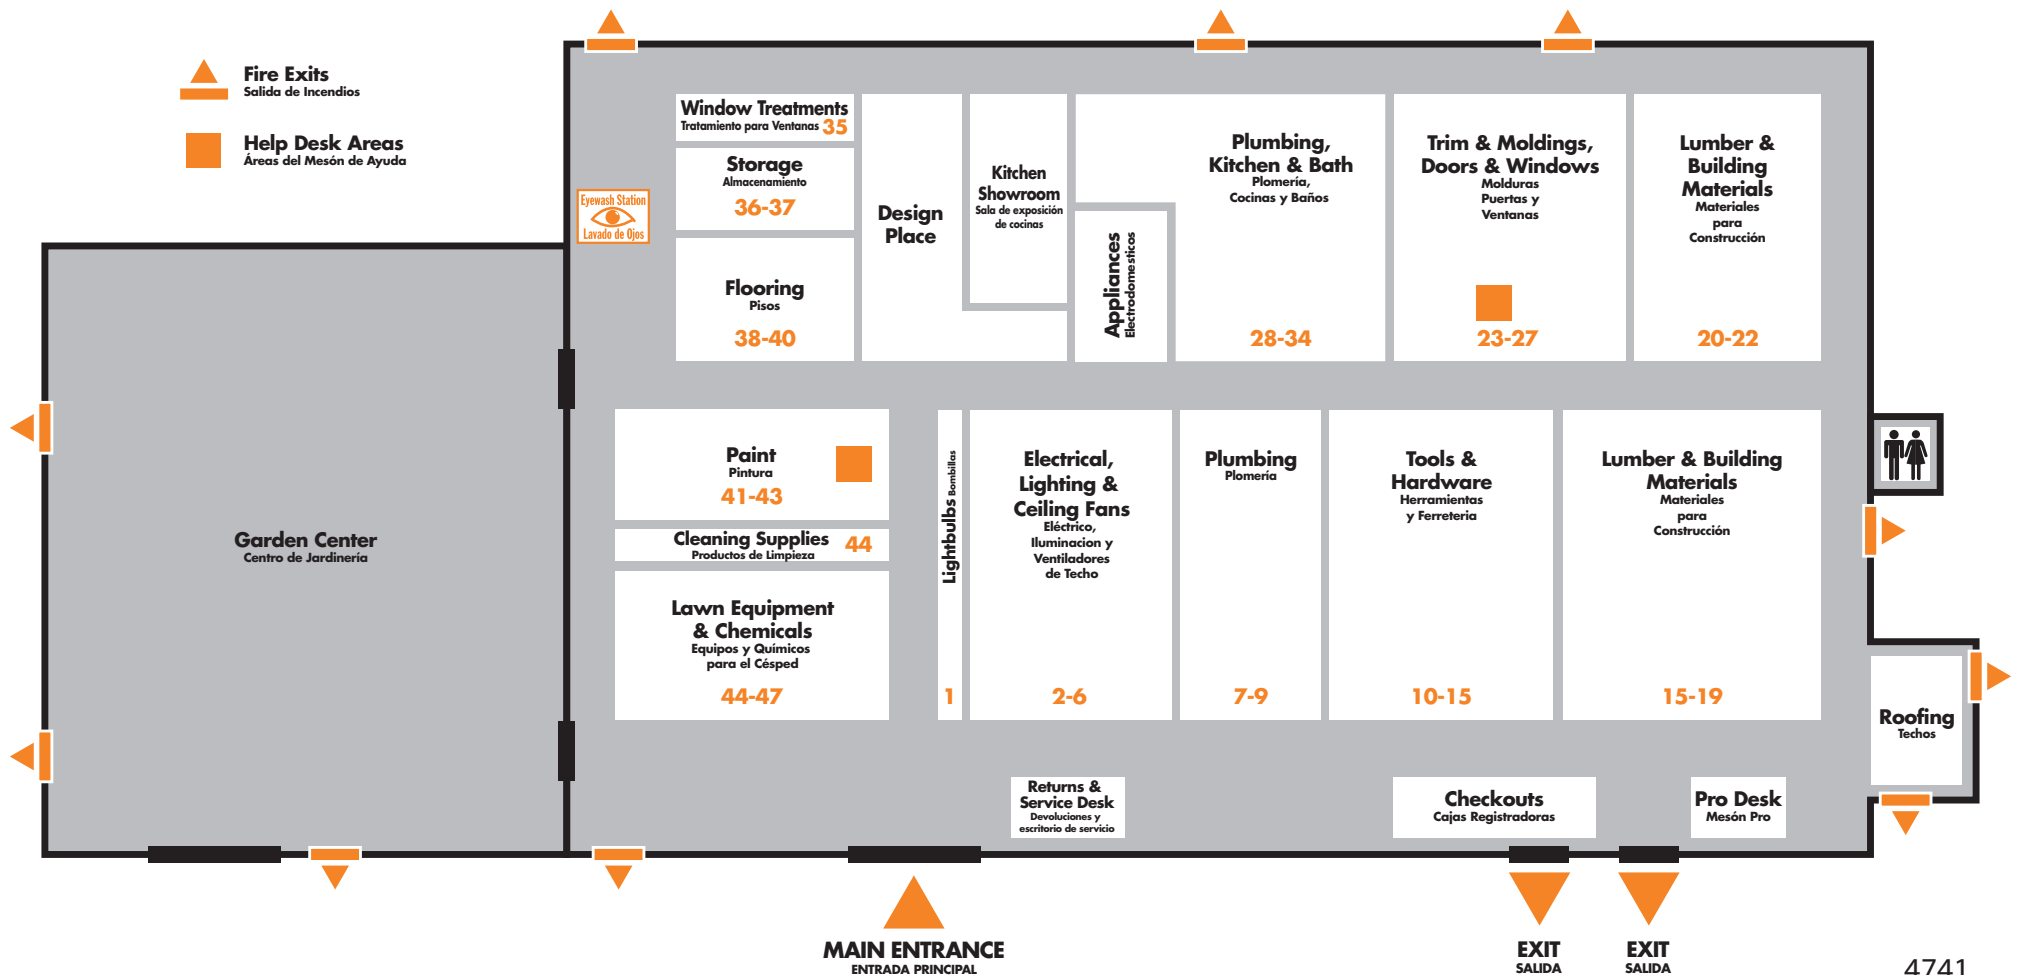 Fire Exits
Salida de Incendios
Help Desk Areas
Áreas del Mesón de Ayuda
Eyewash Station
Lavado de Ojos
Window Treatments
Tratamiento para Ventanas 35
Storage
Almacenamiento
36-37
Flooring
Pisos
38-40
Design
Place
Kitchen
Showroom
Sala de exposición
de cocinas
Appliances
Electrodomesticos
Plumbing,
Kitchen & Bath
Plomería,
Cocinas y Baños
28-34
Trim & Moldings,
Doors & Windows
Molduras
Puertas y
Ventanas
23-27
Lumber &
Building
Materials
Materiales
para
Construcción
20-22
Garden Center
Centro de Jardinería
Paint
Pintura
41-43
Cleaning Supplies 44
Productos de Limpieza
Lawn Equipment
& Chemicals
Equipos y Químicos
para el Césped
44-47
Lightbulbs Bombillas
1
Electrical,
Lighting &
Ceiling Fans
Eléctrico,
Iluminacion y
Ventiladores
de Techo
2-6
Plumbing
Plomería
7-9
Tools &
Hardware
Herramientas
y Ferreteria
10-15
Lumber & Building
Materials
Materiales
para
Construcción
15-19
Roofing
Techos
Returns &
Service Desk
Devoluciones y
escritorio de servicio
Checkouts
Cajas Registradoras
Pro Desk
Mesón Pro
MAIN ENTRANCE
ENTRADA PRINCIPAL
EXIT
SALIDA
EXIT
SALIDA
4741